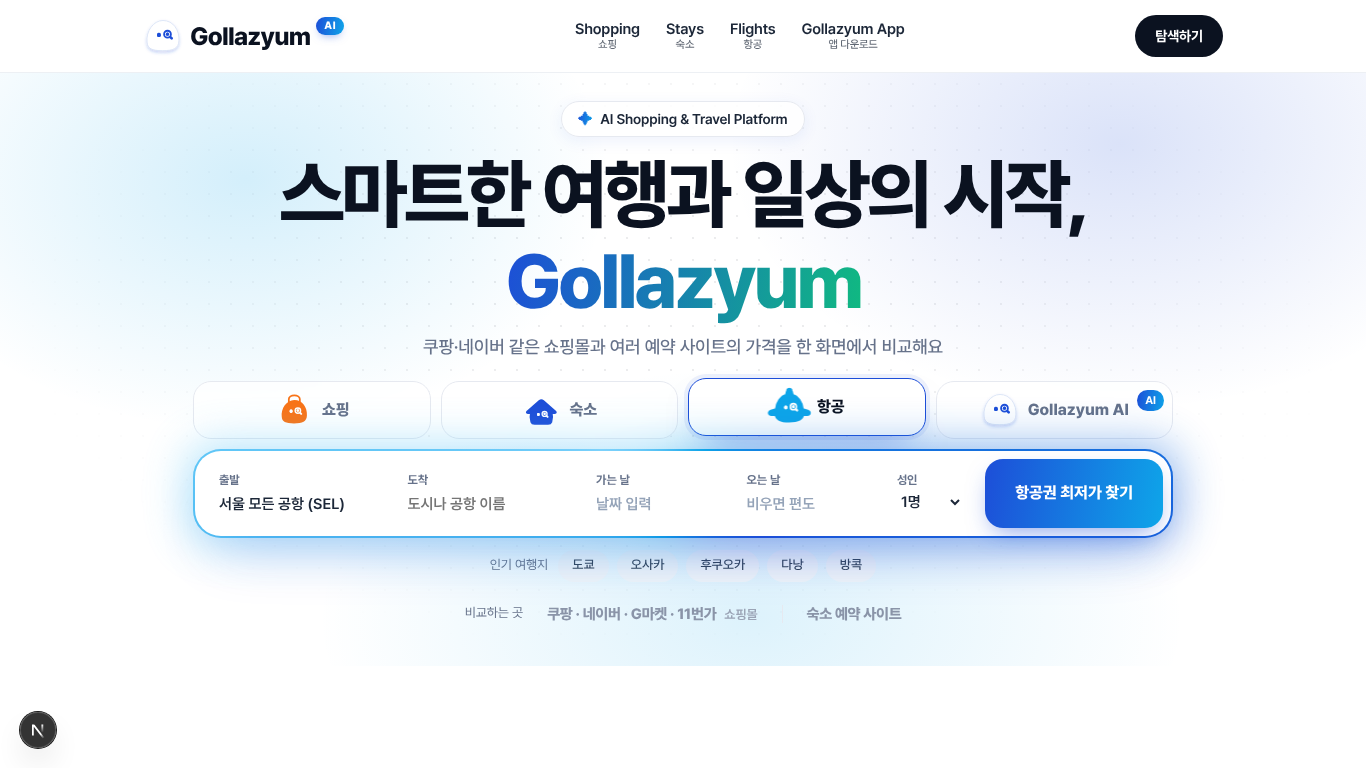 Gollazyum AI
Shopping
쇼핑
Stays
숙소
Flights
항공
Gollazyum App
앱 다운로드
탐색하기
AI Shopping & Travel Platform
스마트한 여행과 일상의 시작,
Gollazyum
쿠팡·네이버 같은 쇼핑몰과 여러 예약 사이트의 가격을 한 화면에서 비교해요
쇼핑
숙소
항공
Gollazyum AI AI
출발
서울 모든 공항 (SEL)
도착
도시나 공항 이름
가는 날
날짜 입력
오는 날
비우면 편도
성인
1명
항공권 최저가 찾기
인기 여행지 도쿄 오사카 후쿠오카 다낭 방콕
비교하는 곳 쿠팡 · 네이버 · G마켓 · 11번가 쇼핑몰 숙소 예약 사이트
N